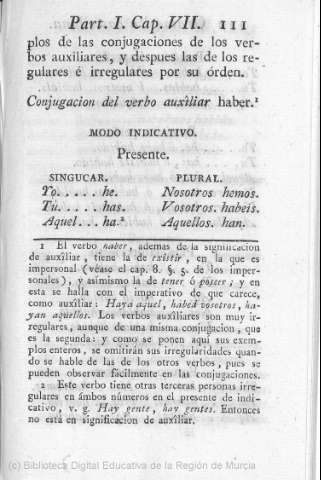 Part. I. Cap. VII. 111
plos de las conjugaciones de los ver-
bos auxîliares, y despues las de los re-
gulares é irregulares por su órden.
Conjugacion del verbo auxîliar haber.¹
MODO INDICATIVO.
Presente.
SINGUCAR. PLURAL.
Yo. . . . . he. Nosotros hemos.
Tú. . . . . has. Vosotros. habeis.
Aquel. . . ha.² Aquellos. han.
1 El verbo haber, ademas de la significacion
de auxîliar, tiene la de exîstir, en la que es
impersonal (véase el cap. 8. §. 5. de los imper-
sonales), y asimismo la de tener ó poseer; y en
esta se halla con el imperativo de que carece,
como auxîliar: Haya aquel, habed vosotros, ha-
yan aquellos. Los verbos auxîliares son muy ir-
regulares, aunque de una misma conjugacion, que
es la segunda: y como se ponen aquí sus exem-
plos enteros, se omitirán sus irregularidades quan-
do se hable de las de los otros verbos, pues se
pueden observar fácilmente en las conjugaciones.
2 Este verbo tiene otras terceras personas irre-
gulares en ámbos números en el presente de indi-
cativo, v. g. Hay gente, hay gentes. Entonces
no está en significacion de auxîliar.
(c) Biblioteca Digital Educativa de la Región de Murcia